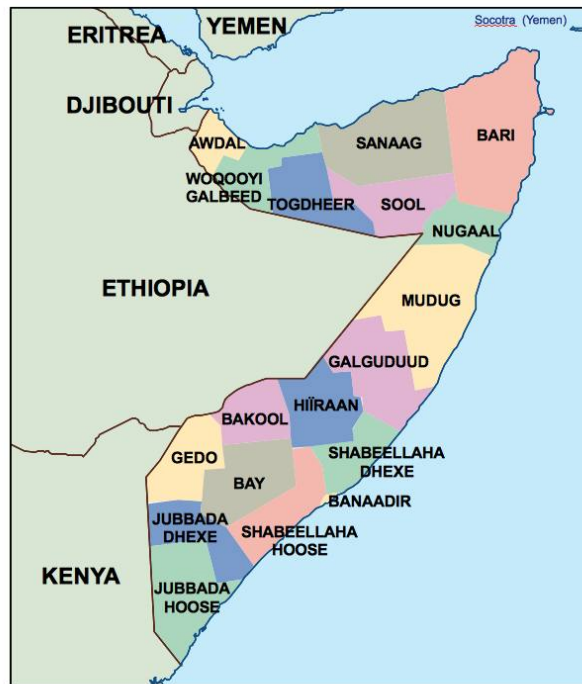 YEMEN
Socotra (Yemen)
ERITREA
DJIBOUTI
AWDAL
SANAAG
BARI
WOQOOYI
GALBEED
TOGDHEER
SOOL
NUGAAL
ETHIOPIA
MUDUG
GALGUDUUD
HIÏRAAN
BAKOOL
GEDO
BAY
SHABEELLAHA
DHEXE
BANAADIR
JUBBADA
DHEXE
SHABEELLAHA
HOOSE
KENYA
JUBBADA
HOOSE